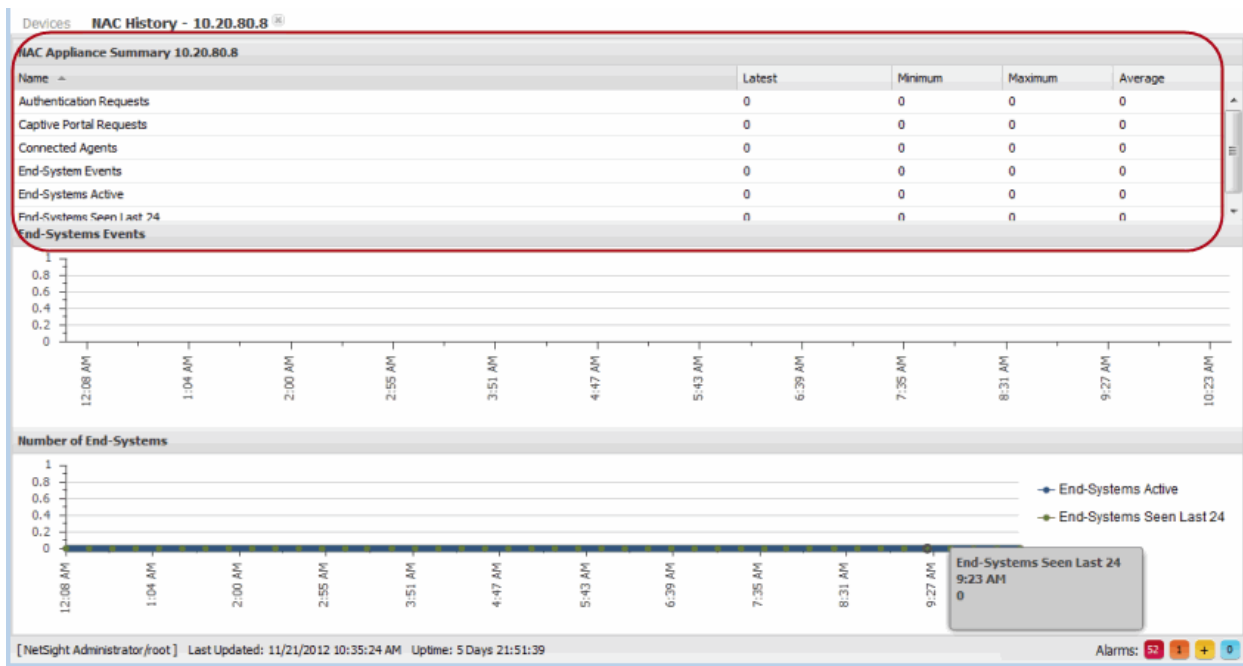 Devices NAC History - 10.20.80.8
NAC Appliance Summary 10.20.80.8
Name Latest Minimum Maximum Average
Authentication Requests 0 0 0 0
Captive Portal Requests 0 0 0 0
Connected Agents 0 0 0 0
End-System Events 0 0 0 0
End-Systems Active 0 0 0 0
End-Systems Seen Last 24 0 0 0 0
End-Systems Events
1
0.8
0.6
0.4
0.2
0
12:08 AM 1:04 AM 2:00 AM 2:55 AM 3:51 AM 4:47 AM 5:43 AM 6:39 AM 7:35 AM 8:31 AM 9:27 AM 10:23 AM
Number of End-Systems
1
0.8
0.6
0.4
0.2
0
End-Systems Active
End-Systems Seen Last 24
12:08 AM 1:04 AM 2:00 AM 2:55 AM 3:51 AM 4:47 AM 5:43 AM 6:39 AM 7:35 AM 8:31 AM 9:27 AM
End-Systems Seen Last 24
9:23 AM
0
[ NetSight Administrator/root ] Last Updated: 11/21/2012 10:35:24 AM Uptime: 5 Days 21:51:39 Alarms: 52 1 + 0